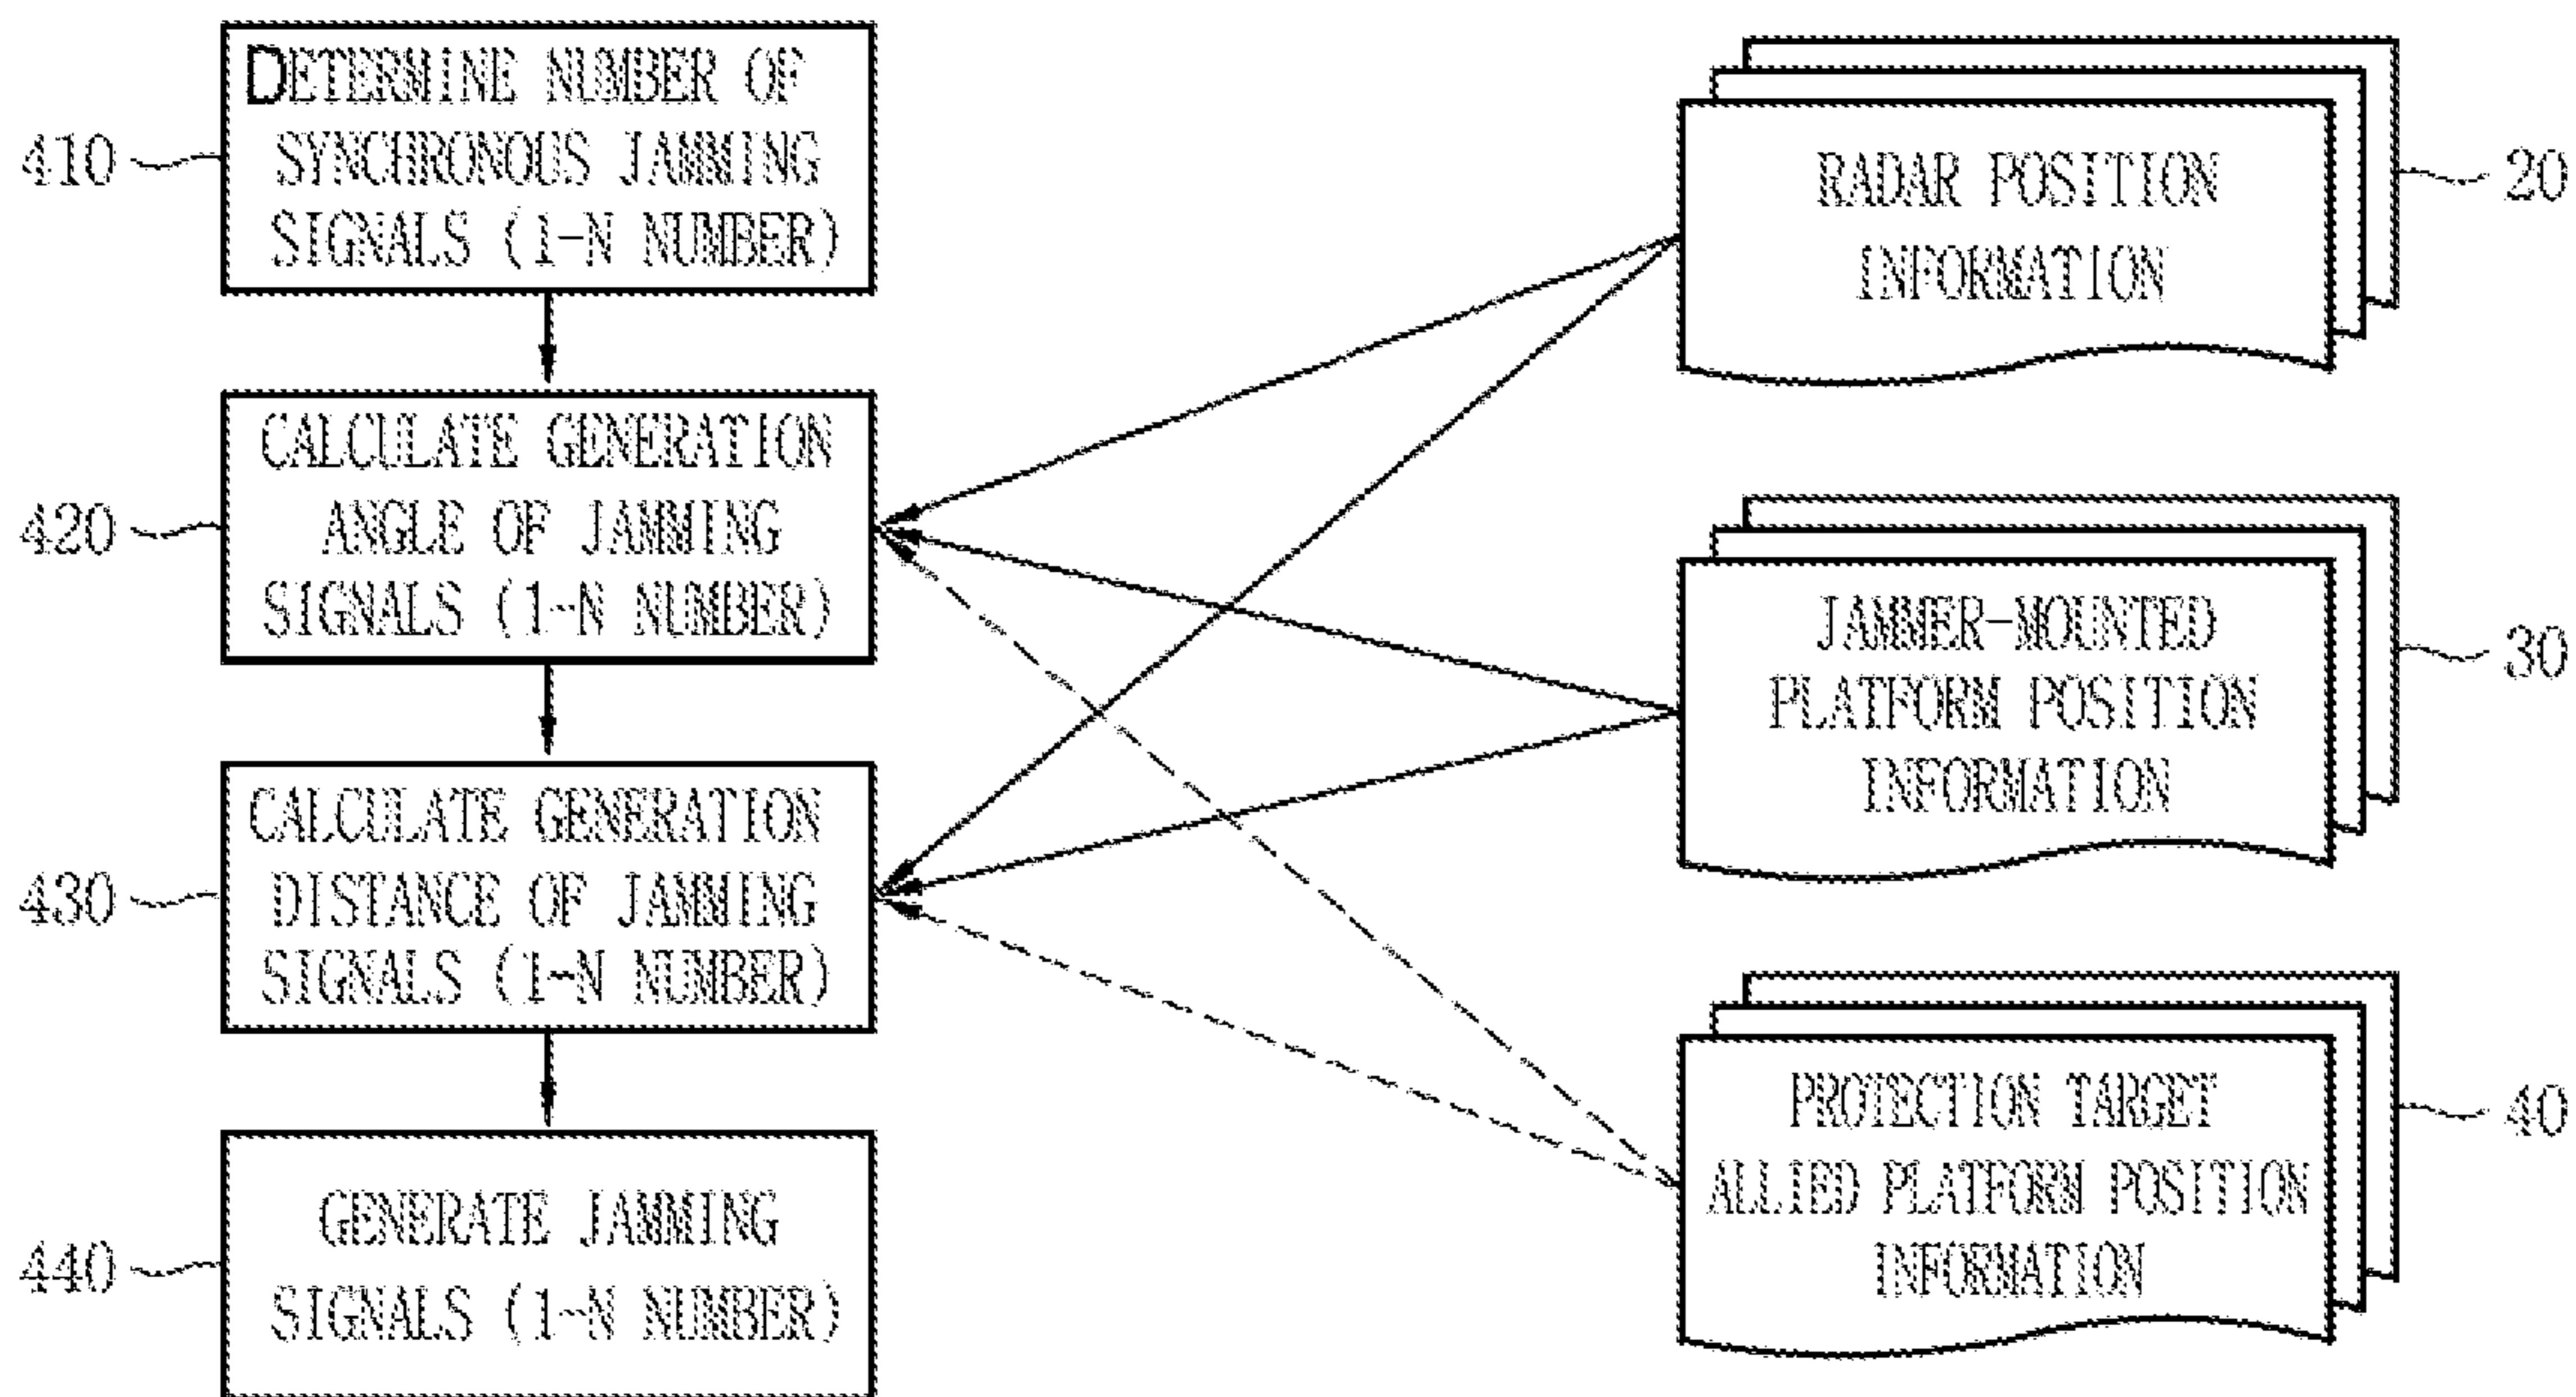 410
DETERMINE NUMBER OF
SYNCHRONOUS JAMMING
SIGNALS (1-N NUMBER)
420
CALCULATE GENERATION
ANGLE OF JAMMING
SIGNALS (1-N NUMBER)
430
CALCULATE GENERATION
DISTANCE OF JAMMING
SIGNALS (1-N NUMBER)
440
GENERATE JAMMING
SIGNALS (1-N NUMBER)
RADAR POSITION
INFORMATION
20
JAMMER-MOUNTED
PLATFORM POSITION
INFORMATION
30
PROTECTION TARGET
ALLIED PLATFORM POSITION
INFORMATION
40